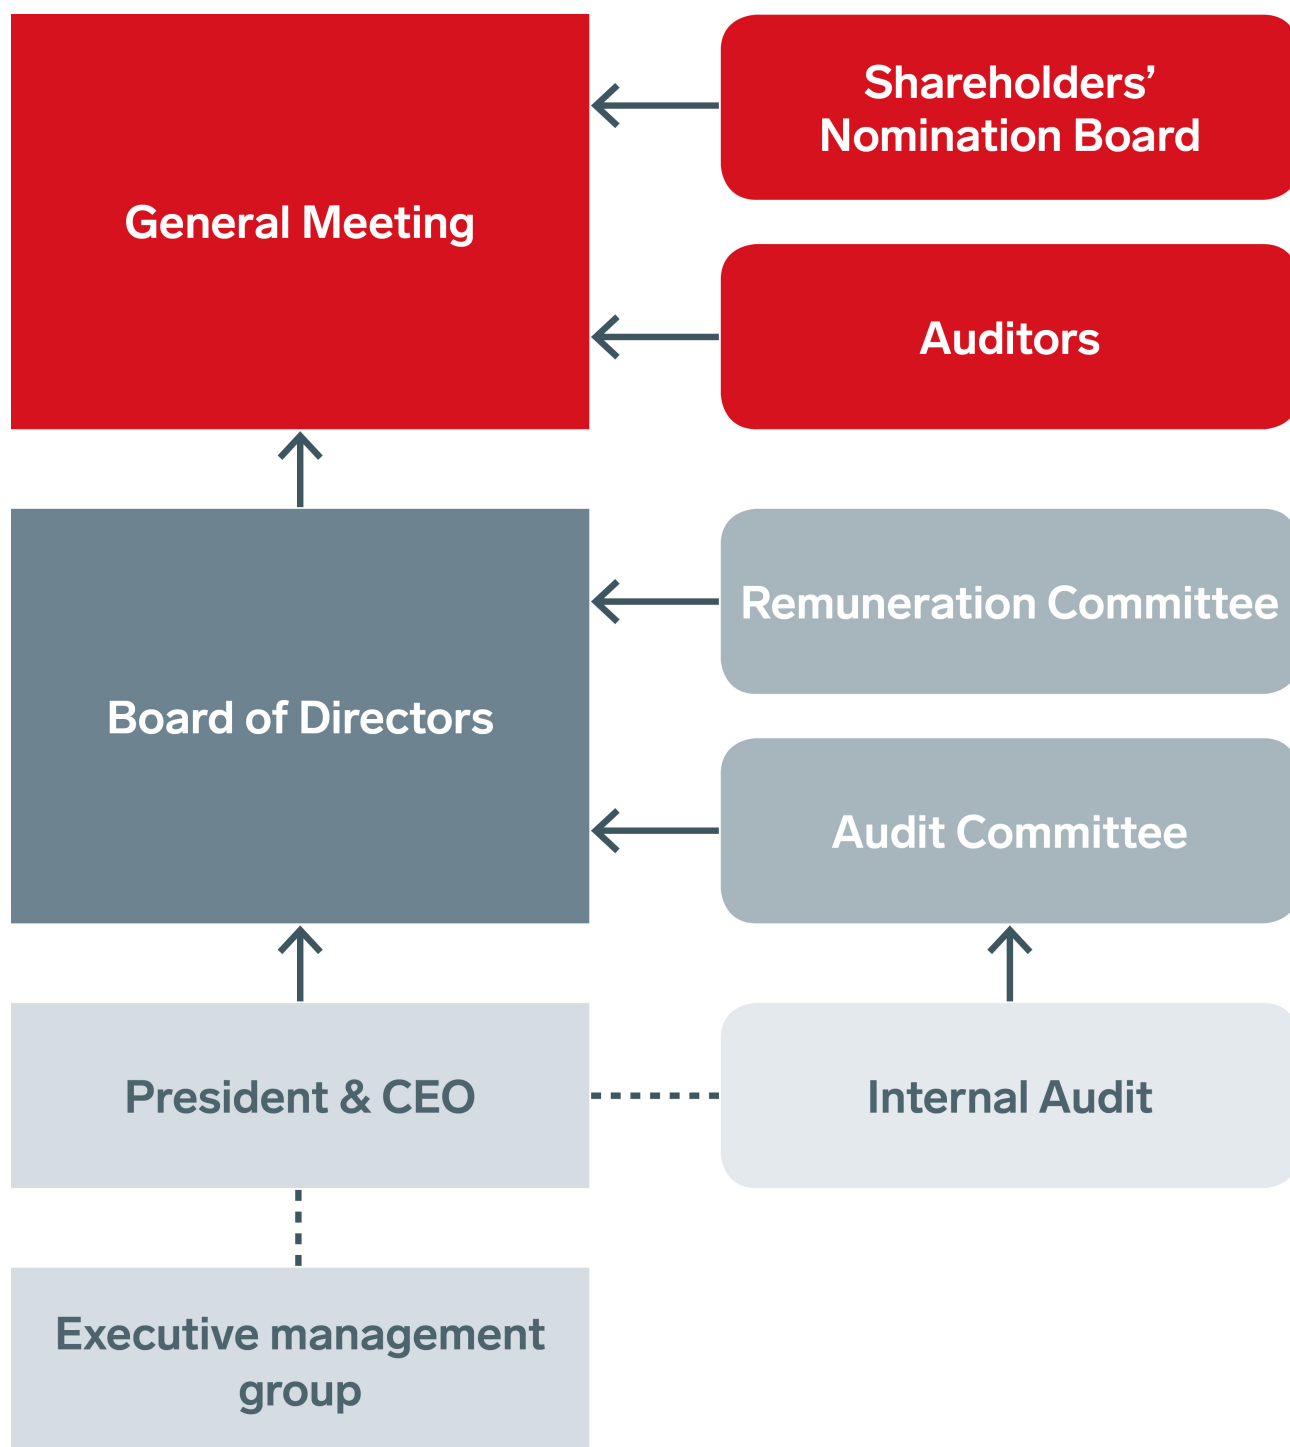 General Meeting
Shareholders’
Nomination Board
Auditors
Board of Directors
Remuneration Committee
Audit Committee
President & CEO
Internal Audit
Executive management
group